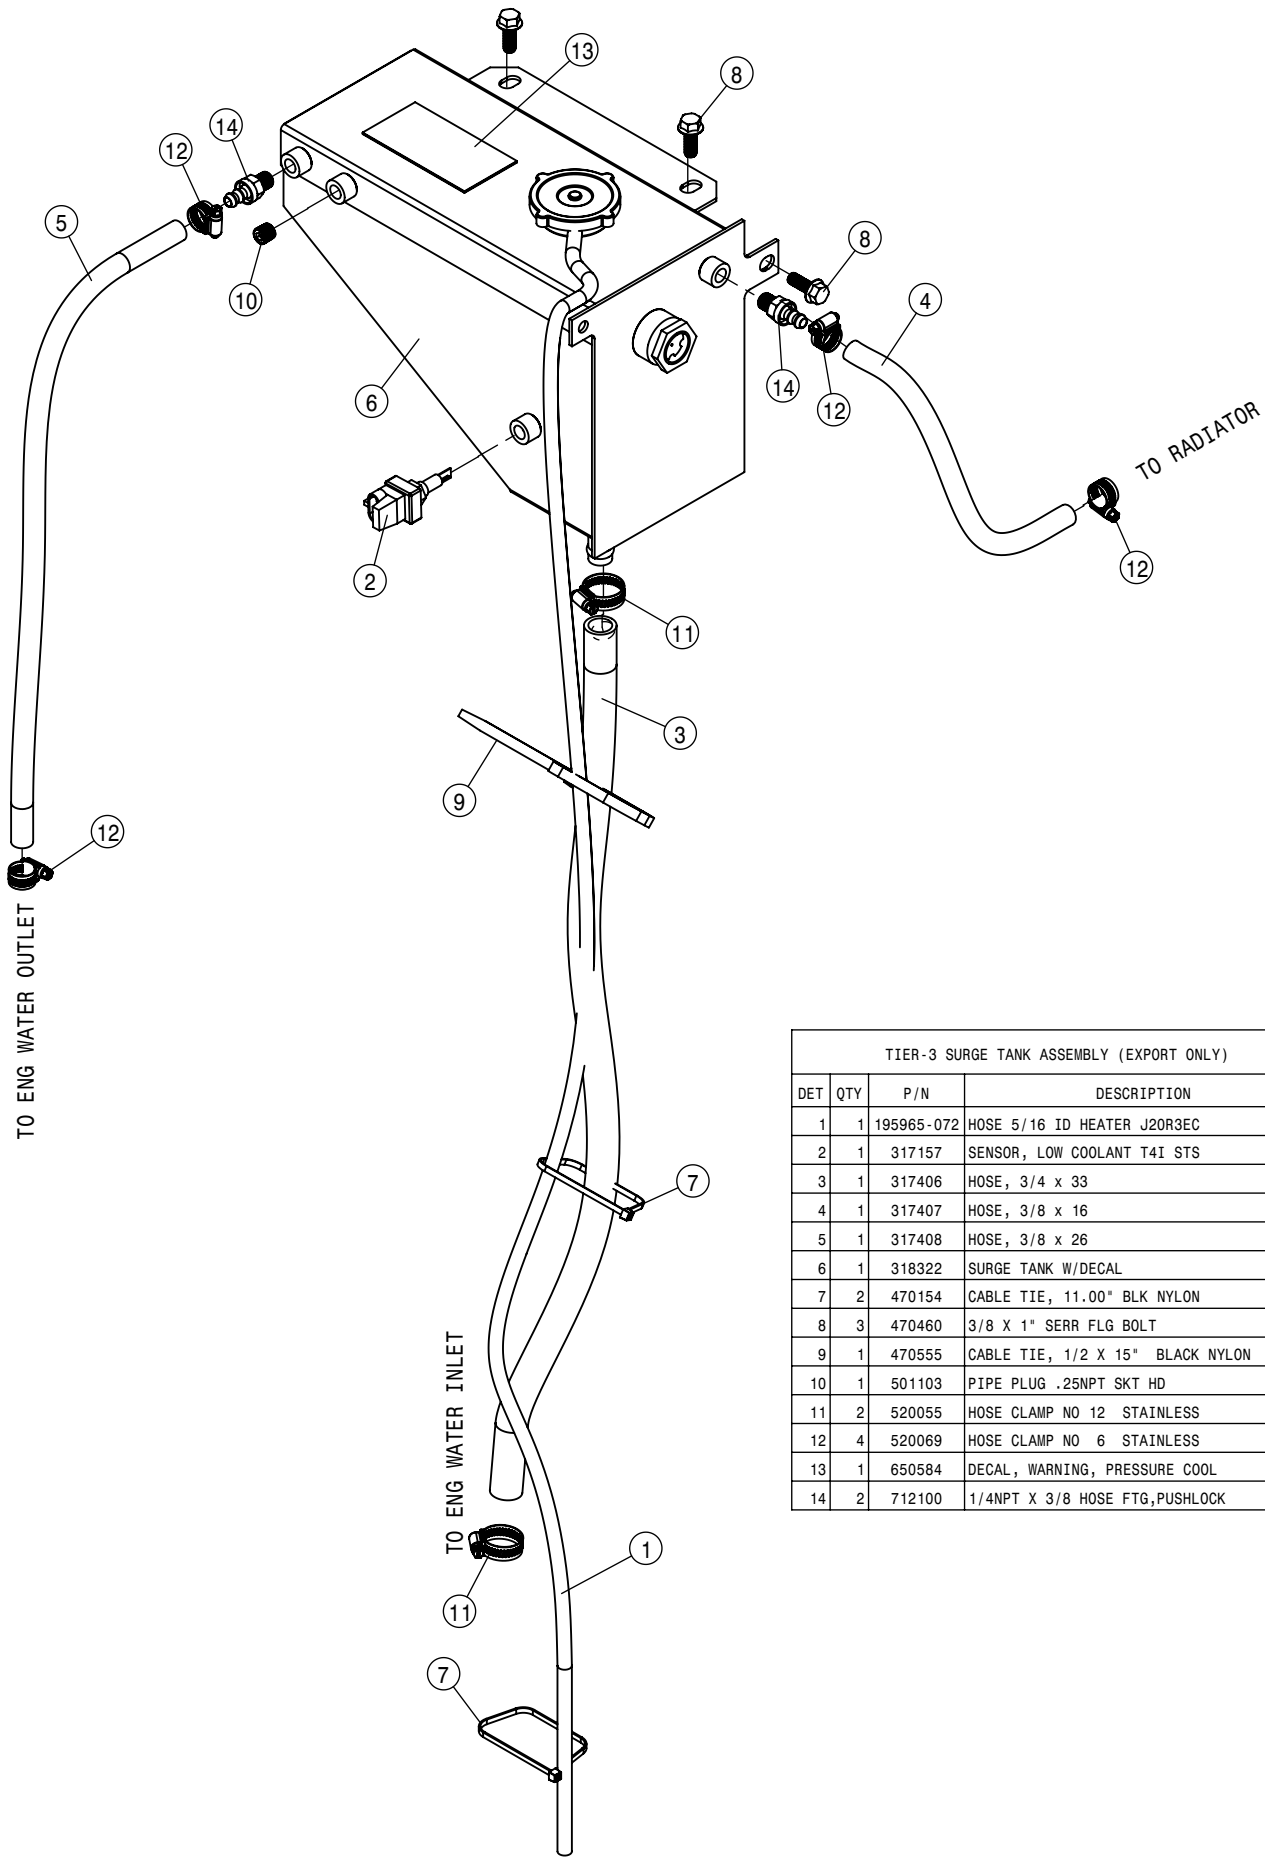 13
8
14
12
5
8
10
4
6
14
12
TO RADIATOR
2
12
11
3
9
12
TO ENG WATER OUTLET
7
TO ENG WATER INLET
1
11
7
TIER-3 SURGE TANK ASSEMBLY (EXPORT ONLY)
DET QTY P/N DESCRIPTION
1 1 195965-072 HOSE 5/16 ID HEATER J20R3EC
2 1 317157 SENSOR, LOW COOLANT T4I STS
3 1 317406 HOSE, 3/4 x 33
4 1 317407 HOSE, 3/8 x 16
5 1 317408 HOSE, 3/8 x 26
6 1 318322 SURGE TANK W/DECAL
7 2 470154 CABLE TIE, 11.00" BLK NYLON
8 3 470460 3/8 X 1" SERR FLG BOLT
9 1 470555 CABLE TIE, 1/2 X 15" BLACK NYLON
10 1 501103 PIPE PLUG .25NPT SKT HD
11 2 520055 HOSE CLAMP NO 12 STAINLESS
12 4 520069 HOSE CLAMP NO 6 STAINLESS
13 1 650584 DECAL, WARNING, PRESSURE COOL
14 2 712100 1/4NPT X 3/8 HOSE FTG,PUSHLOCK